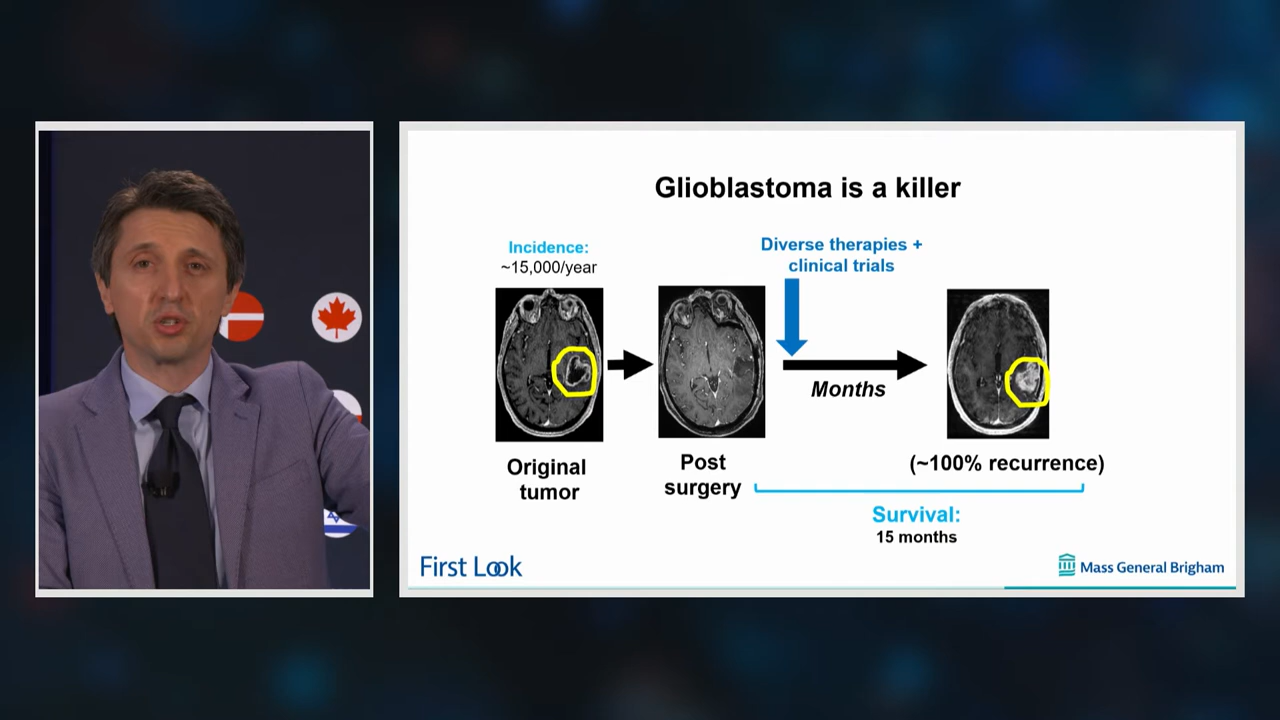 Glioblastoma is a killer
Incidence:
~15,000/year
Diverse therapies +
clinical trials
Months
Original
tumor
Post
surgery
(~100% recurrence)
Survival:
15 months
First Look
Mass General Brigham